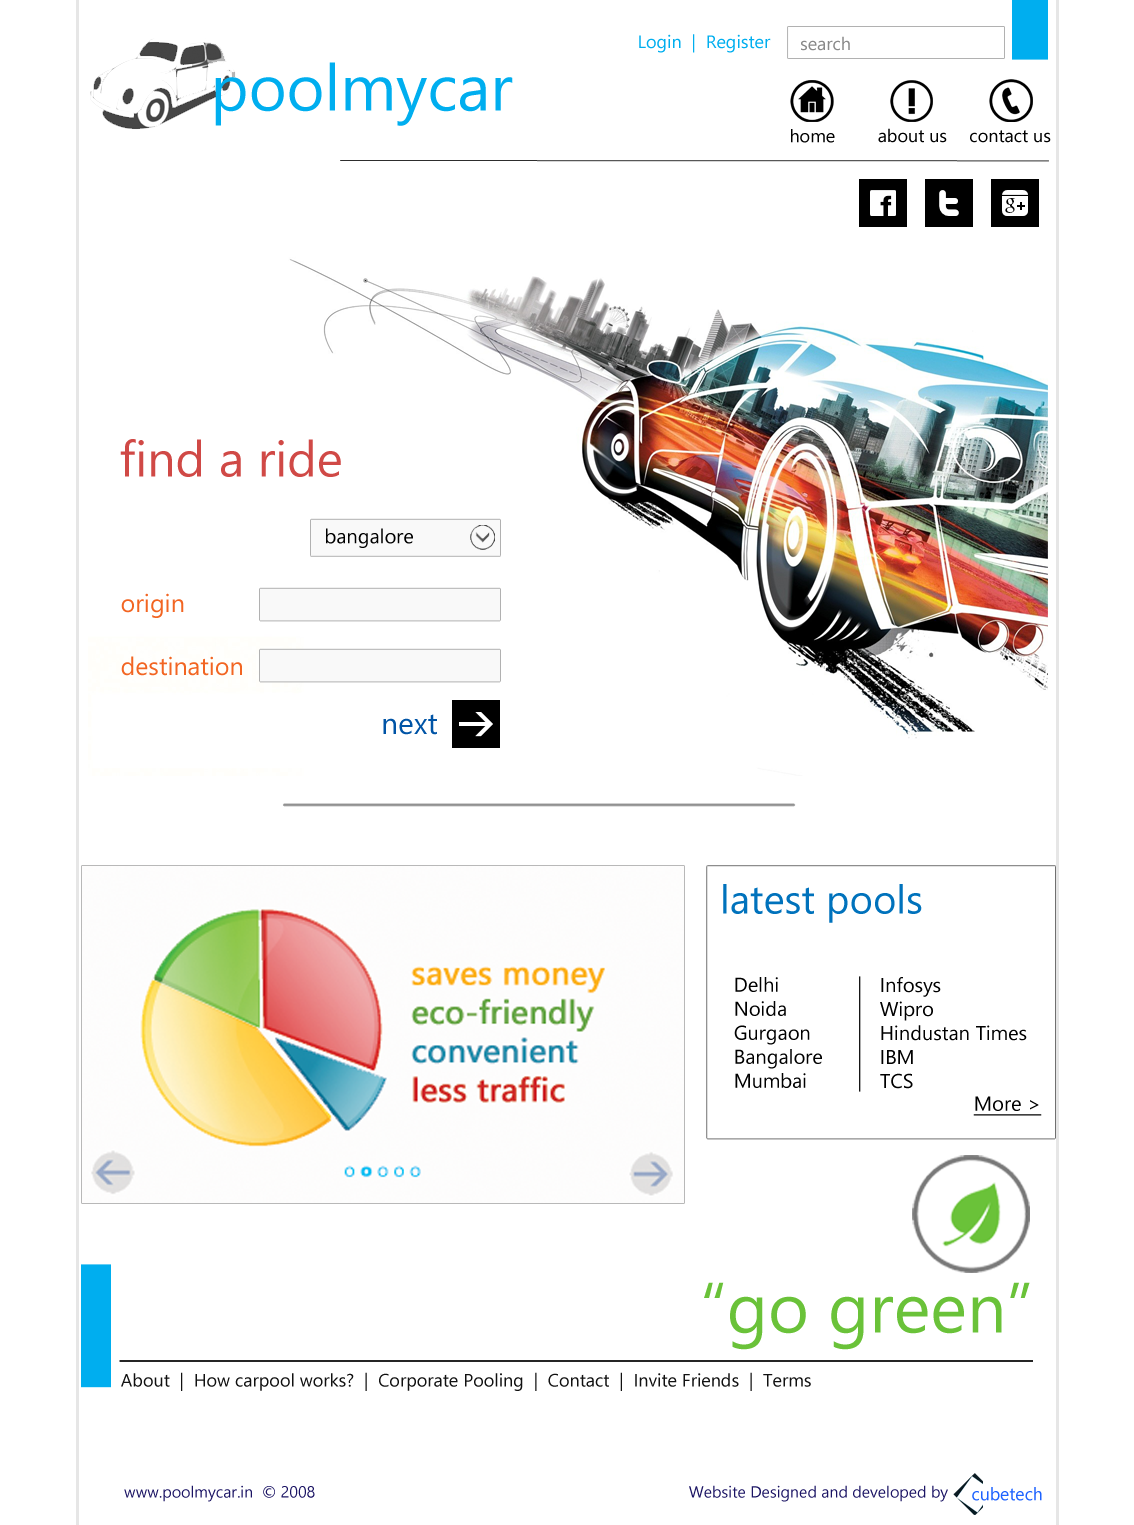 Login | Register
search
poolmycar
home
about us
contact us
find a ride
bangalore
origin
destination
next
saves money
eco-friendly
convenient
less traffic
latest pools
Delhi
Noida
Gurgaon
Bangalore
Mumbai
Infosys
Wipro
Hindustan Times
IBM
TCS
More >
“go green”
About | How carpool works? | Corporate Pooling | Contact | Invite Friends | Terms
www.poolmycar.in © 2008
Website Designed and developed by cubetech